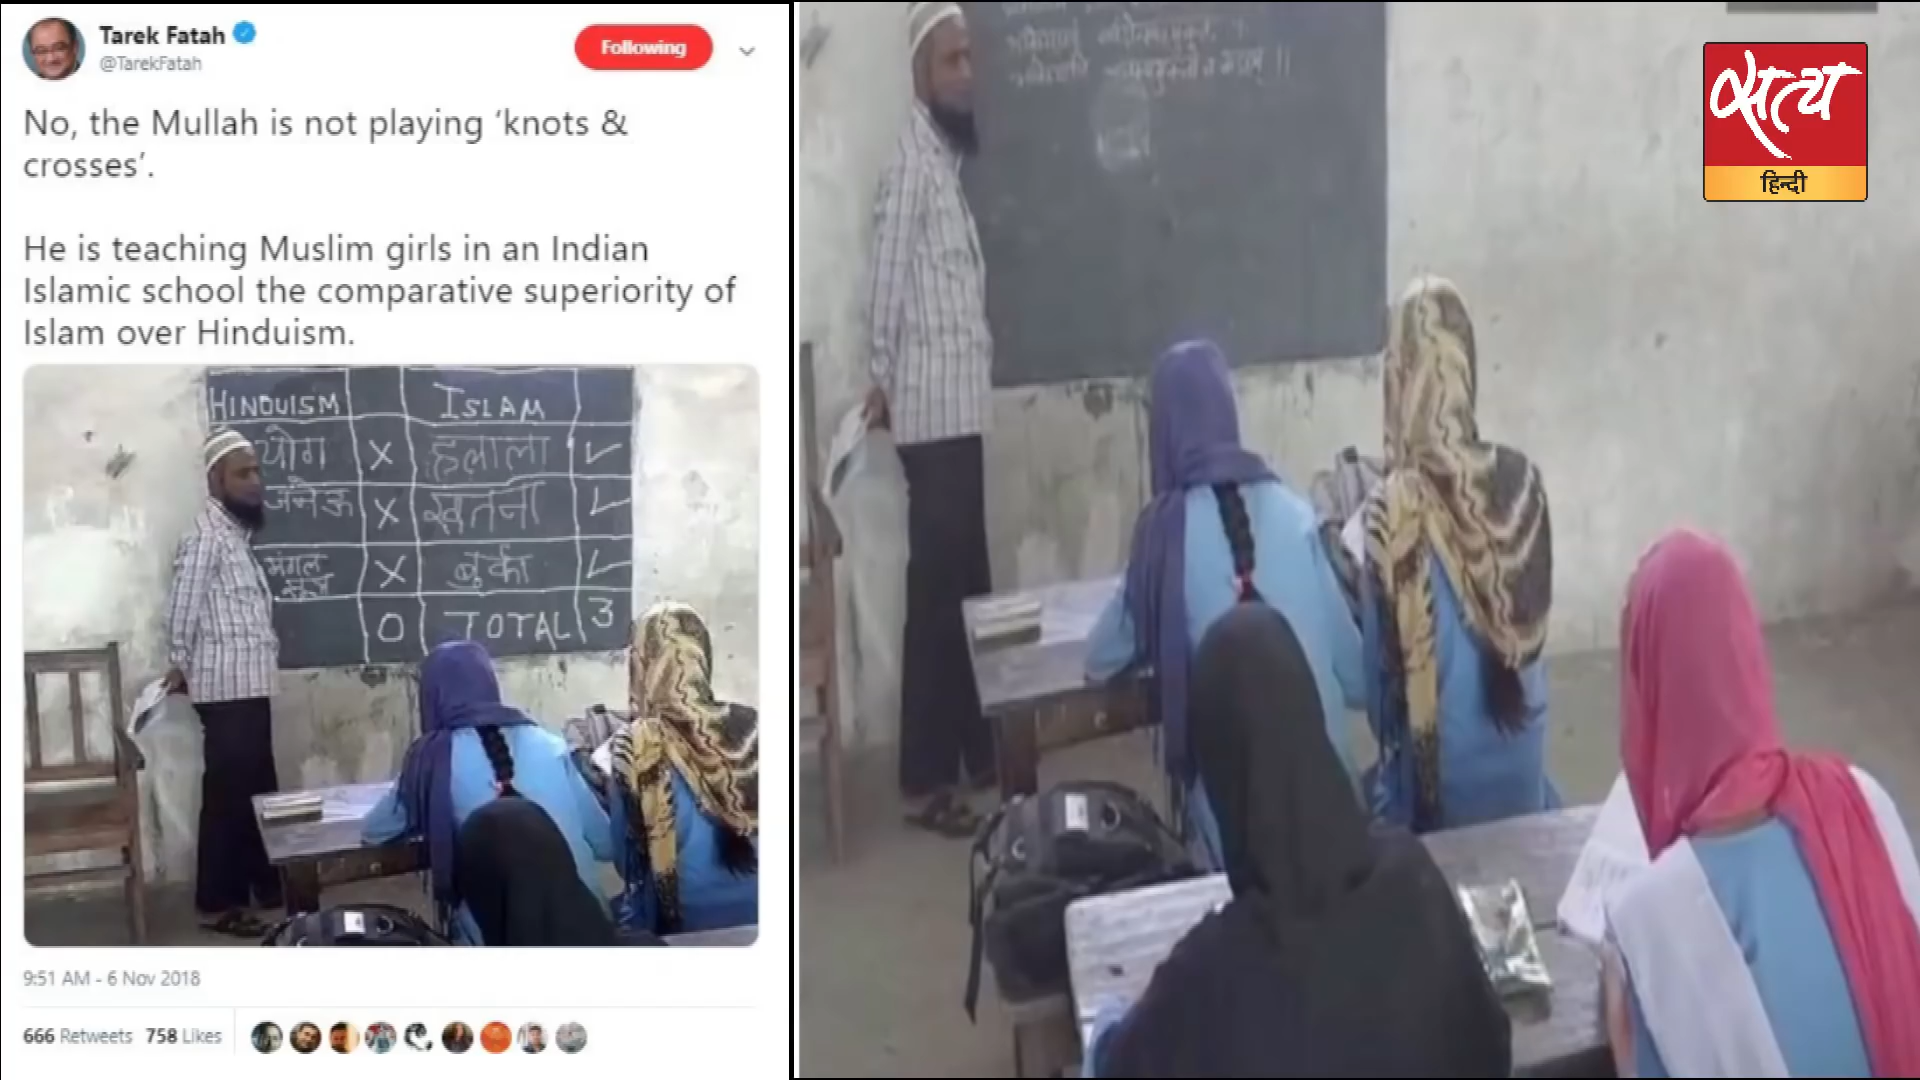 Tarek Fatah
@TarekFatah
Following
No, the Mullah is not playing ‘knots &
crosses’.
He is teaching Muslim girls in an Indian
Islamic school the comparative superiority of
Islam over Hinduism.
HINDUISM ISLAM
योग X हलाला ✓
जनेऊ X खतना ✓
मंगल सूत्र X बुर्का ✓
0 TOTAL 3
9:51 AM - 6 Nov 2018
666 Retweets 758 Likes
सत्य
हिन्दी